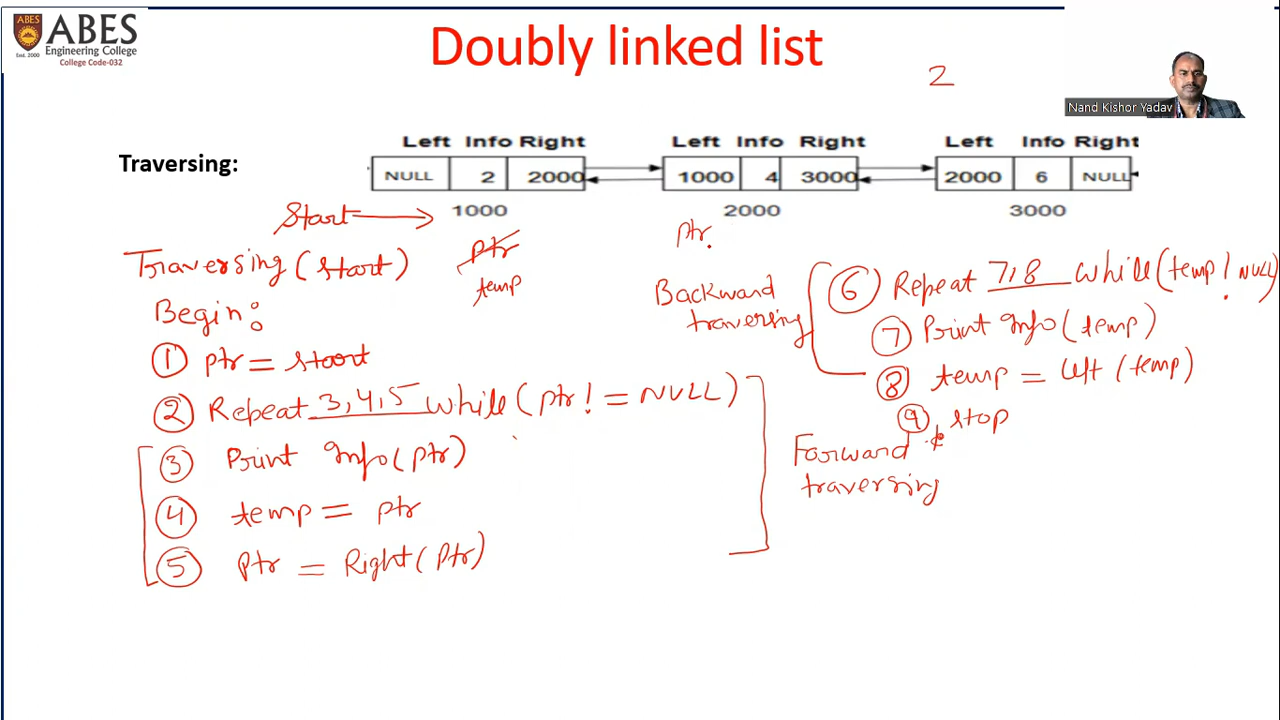 ABES
ABES
Engineering College
Estd. 2000
College Code-032
Doubly linked list
2
Nand Kishor Yadav
Traversing:
Left Info Right
Left Info Right
Left Info Right
NULL 2 2000
1000 4 3000
2000 6 NULL
Start
1000
2000
3000
ptr
temp
ptr.
Traversing (start)
Begin:
① ptr = start
② Repeat 3,4,5 while (ptr! = NULL)
③ Print Info(ptr)
④ temp = ptr
⑤ Ptr = Right (Ptr)
Forward
traversing
Backward
traversing
⑥ Repeat 7,8 while (temp! NULL)
⑦ Print Info (temp)
⑧ temp = left (temp)
⑨ stop